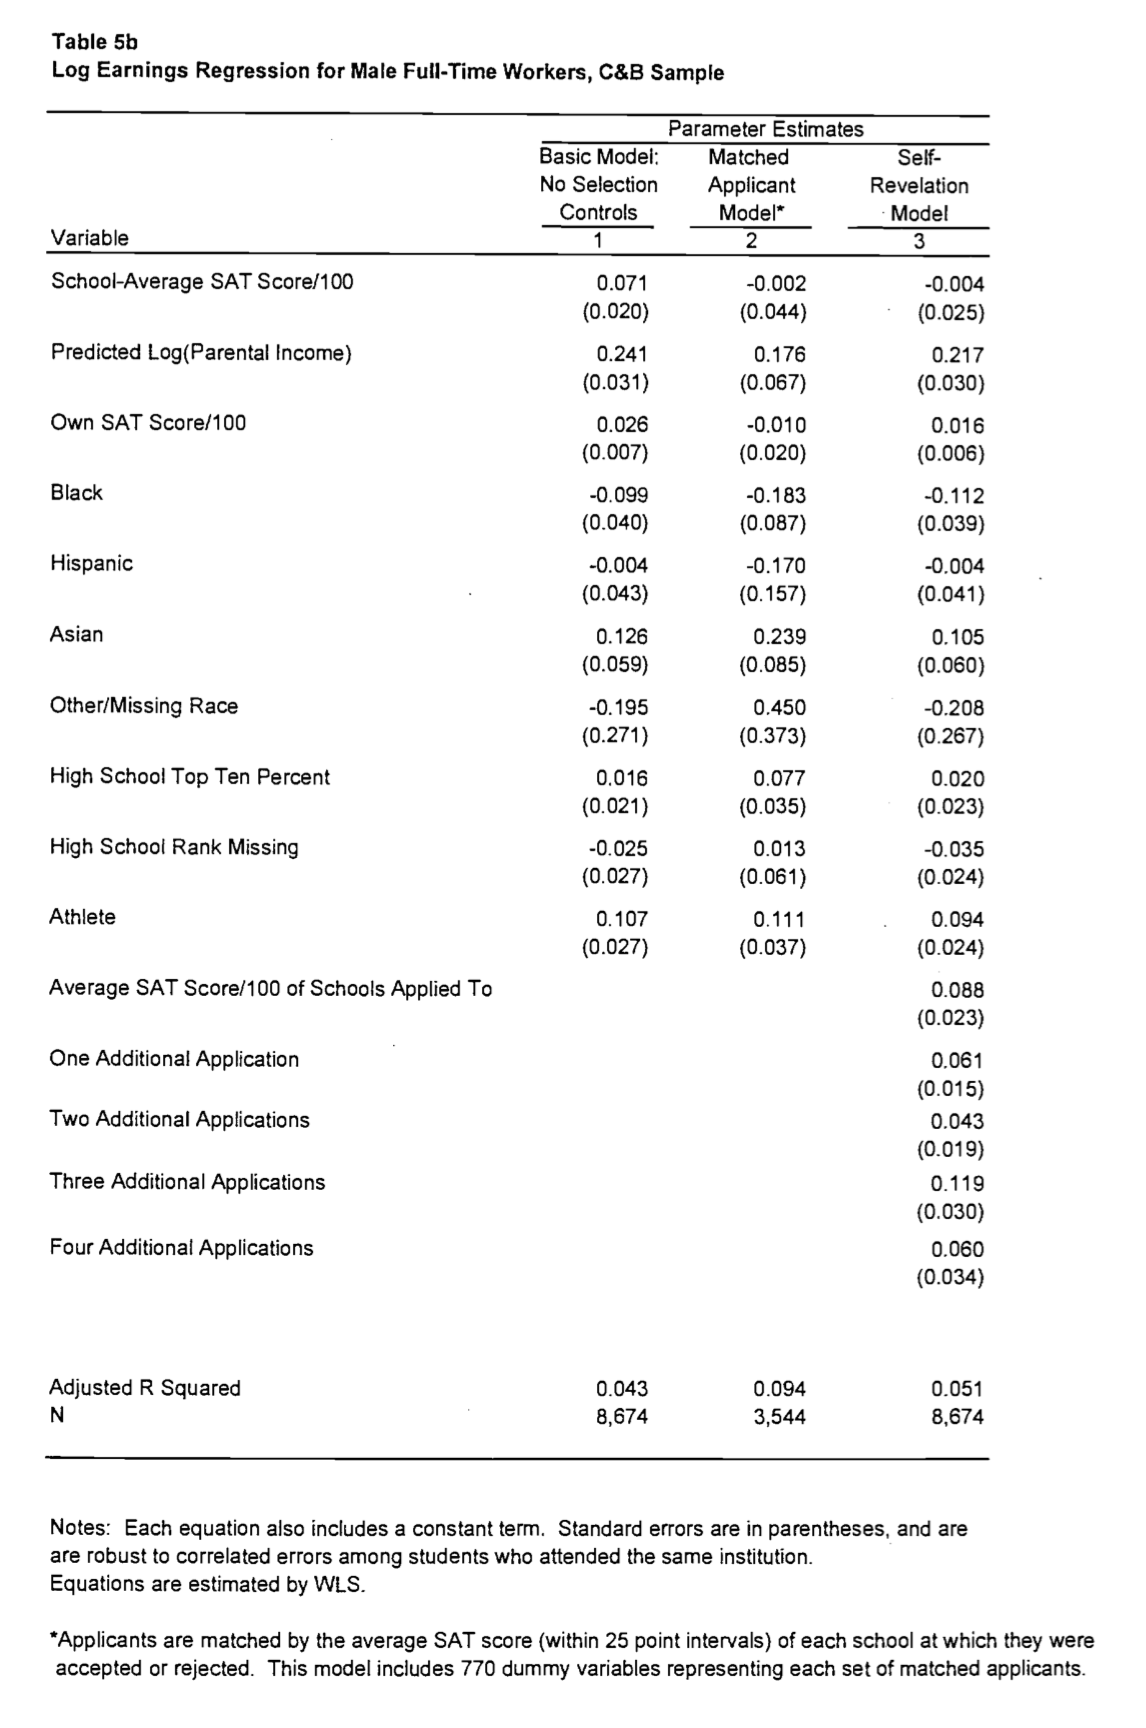 Table 5b
Log Earnings Regression for Male Full-Time Workers, C&B Sample
Parameter Estimates
Basic Model: Matched Self-
No Selection Applicant Revelation
Controls Model* Model
Variable 1 2 3
School-Average SAT Score/100 0.071 -0.002 -0.004
(0.020) (0.044) (0.025)
Predicted Log(Parental Income) 0.241 0.176 0.217
(0.031) (0.067) (0.030)
Own SAT Score/100 0.026 -0.010 0.016
(0.007) (0.020) (0.006)
Black -0.099 -0.183 -0.112
(0.040) (0.087) (0.039)
Hispanic -0.004 -0.170 -0.004
(0.043) (0.157) (0.041)
Asian 0.126 0.239 0.105
(0.059) (0.085) (0.060)
Other/Missing Race -0.195 0.450 -0.208
(0.271) (0.373) (0.267)
High School Top Ten Percent 0.016 0.077 0.020
(0.021) (0.035) (0.023)
High School Rank Missing -0.025 0.013 -0.035
(0.027) (0.061) (0.024)
Athlete 0.107 0.111 0.094
(0.027) (0.037) (0.024)
Average SAT Score/100 of Schools Applied To 0.088
(0.023)
One Additional Application 0.061
(0.015)
Two Additional Applications 0.043
(0.019)
Three Additional Applications 0.119
(0.030)
Four Additional Applications 0.060
(0.034)
Adjusted R Squared 0.043 0.094 0.051
N 8,674 3,544 8,674
Notes: Each equation also includes a constant term. Standard errors are in parentheses, and are
are robust to correlated errors among students who attended the same institution.
Equations are estimated by WLS.
*Applicants are matched by the average SAT score (within 25 point intervals) of each school at which they were
accepted or rejected. This model includes 770 dummy variables representing each set of matched applicants.